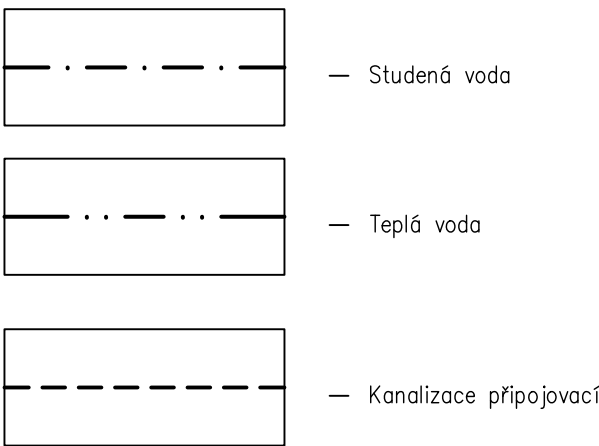 – Studená voda
– Teplá voda
– Kanalizace připojovací